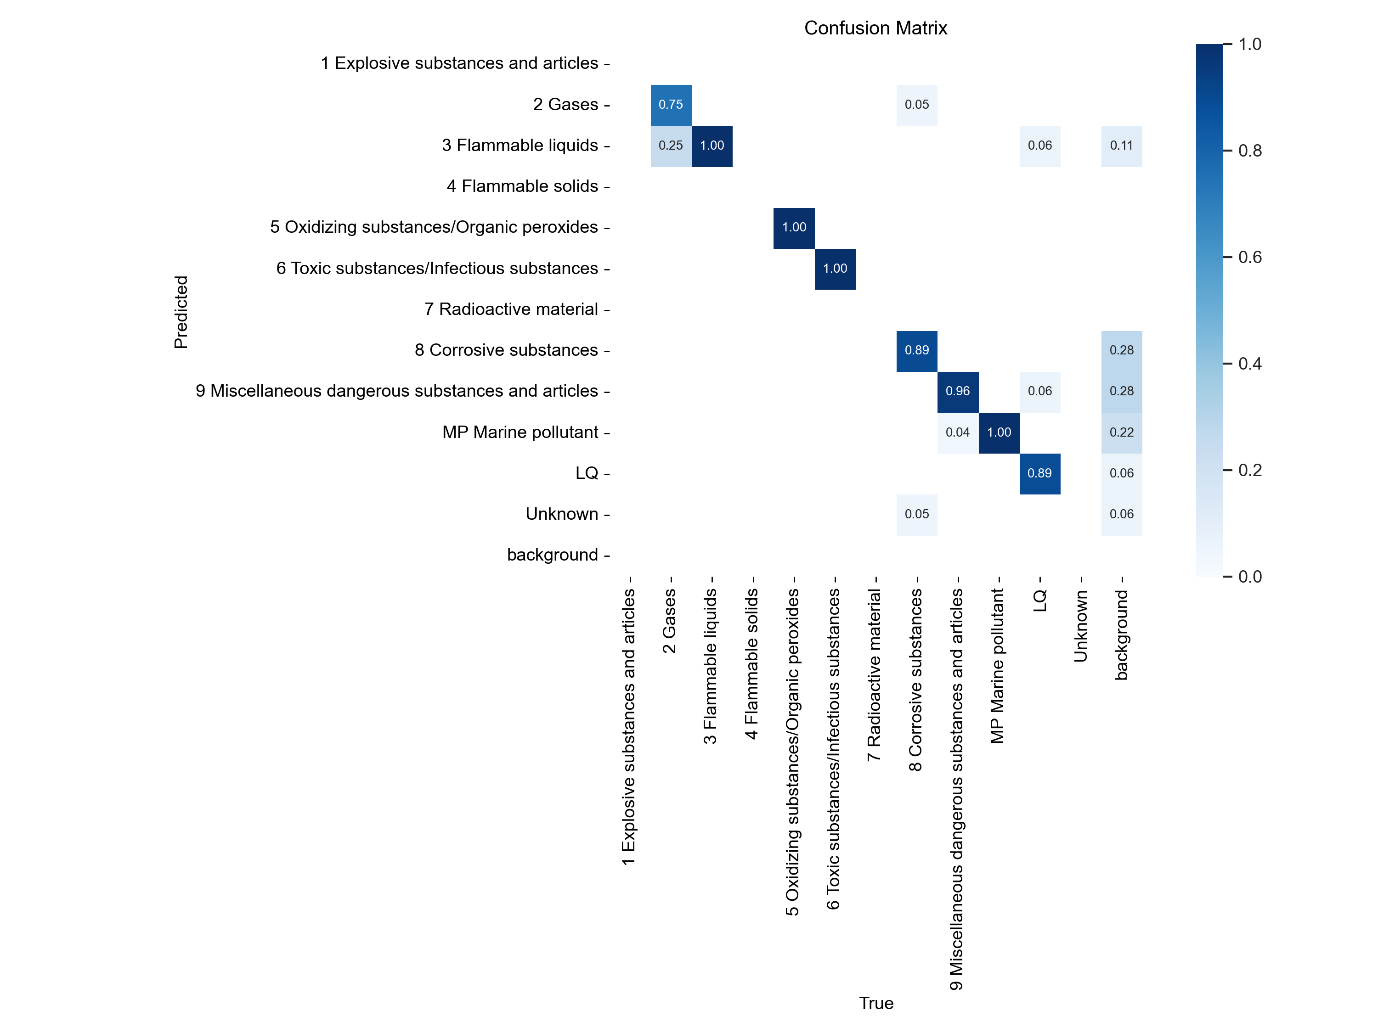 Confusion Matrix
1 Explosive substances and articles
2 Gases 0.75 0.05
3 Flammable liquids 0.25 1.00 0.06 0.11
4 Flammable solids
5 Oxidizing substances/Organic peroxides 1.00
6 Toxic substances/Infectious substances 1.00
7 Radioactive material
8 Corrosive substances 0.89 0.28
9 Miscellaneous dangerous substances and articles 0.96 0.06 0.28
MP Marine pollutant 0.04 1.00 0.22
LQ 0.89 0.06
Unknown 0.05 0.06
background
Predicted
1 Explosive substances and articles
2 Gases
3 Flammable liquids
4 Flammable solids
5 Oxidizing substances/Organic peroxides
6 Toxic substances/Infectious substances
7 Radioactive material
8 Corrosive substances
9 Miscellaneous dangerous substances and articles
MP Marine pollutant
LQ
Unknown
background
True
1.0
0.8
0.6
0.4
0.2
0.0